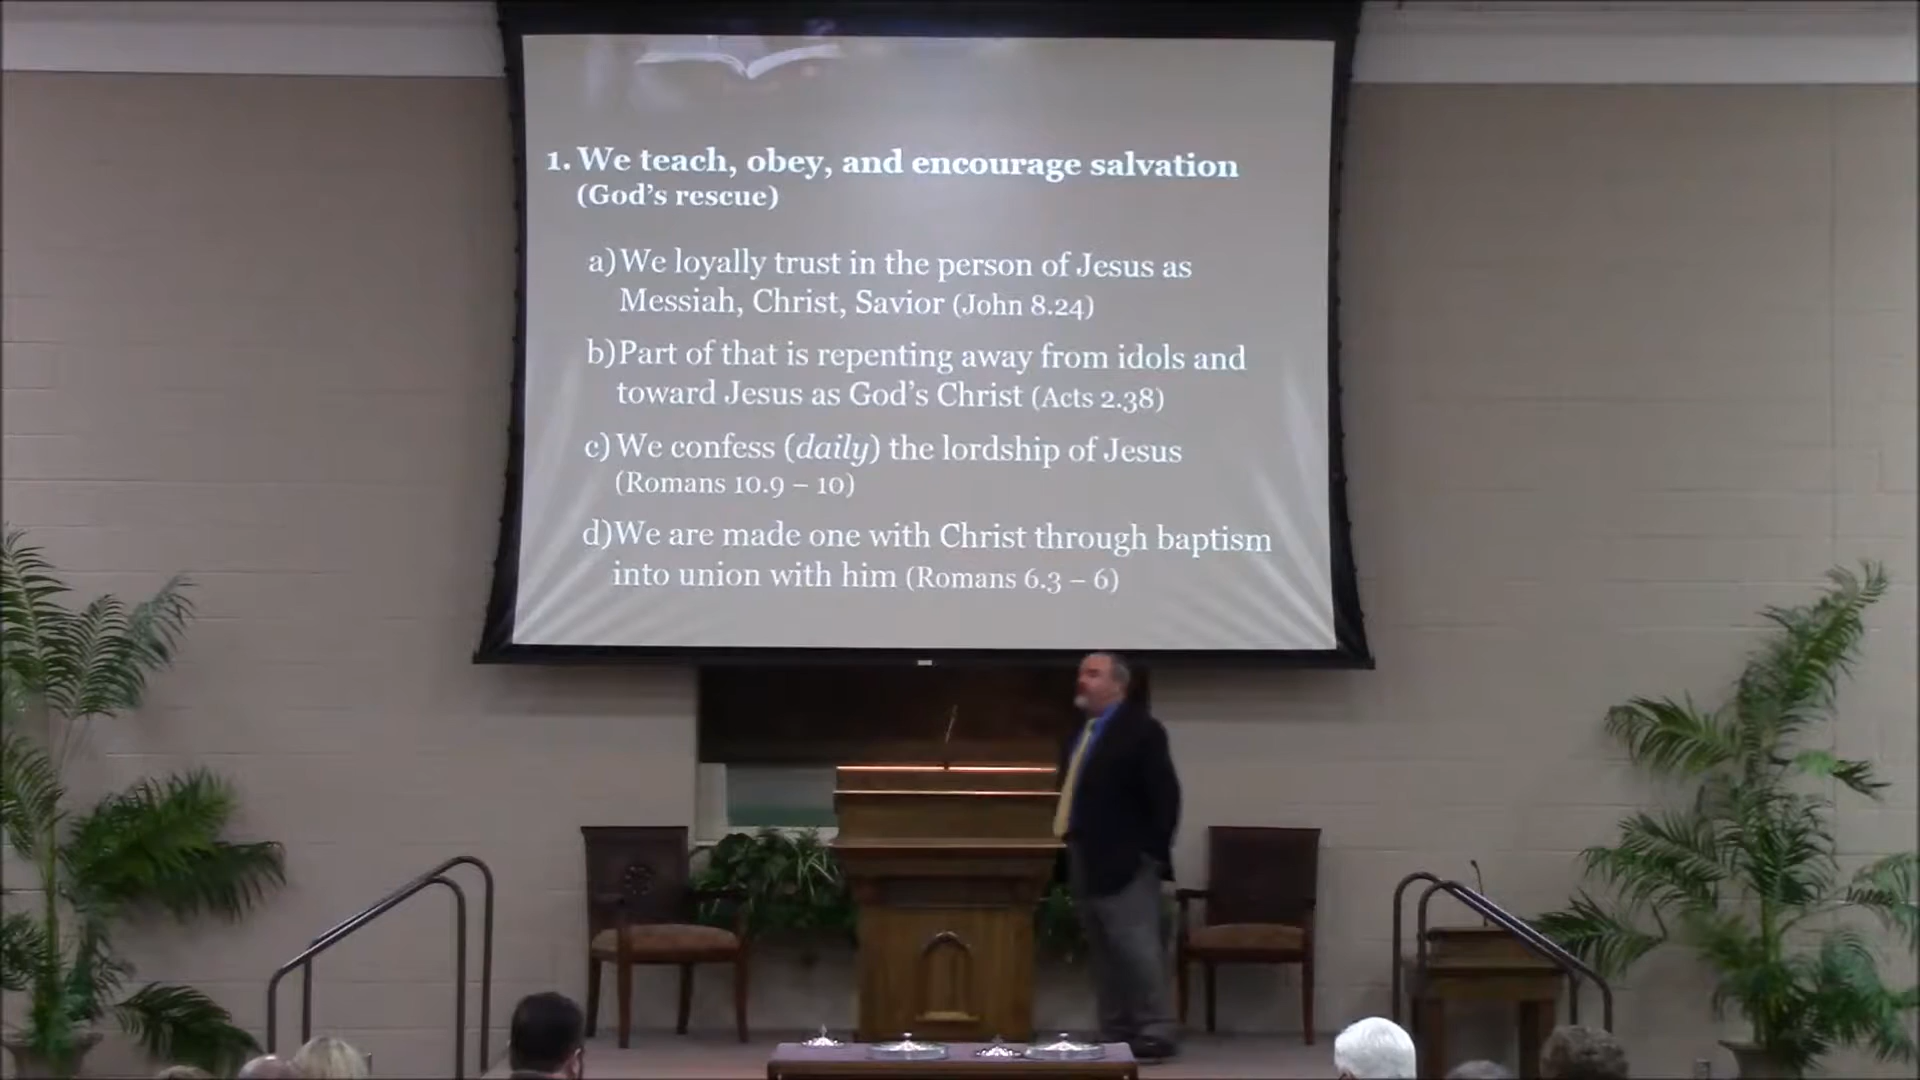 1. We teach, obey, and encourage salvation
(God's rescue)
a) We loyally trust in the person of Jesus as
Messiah, Christ, Savior (John 8.24)
b) Part of that is repenting away from idols and
toward Jesus as God's Christ (Acts 2.38)
c) We confess (daily) the lordship of Jesus
(Romans 10.9 – 10)
d) We are made one with Christ through baptism
into union with him (Romans 6.3 – 6)